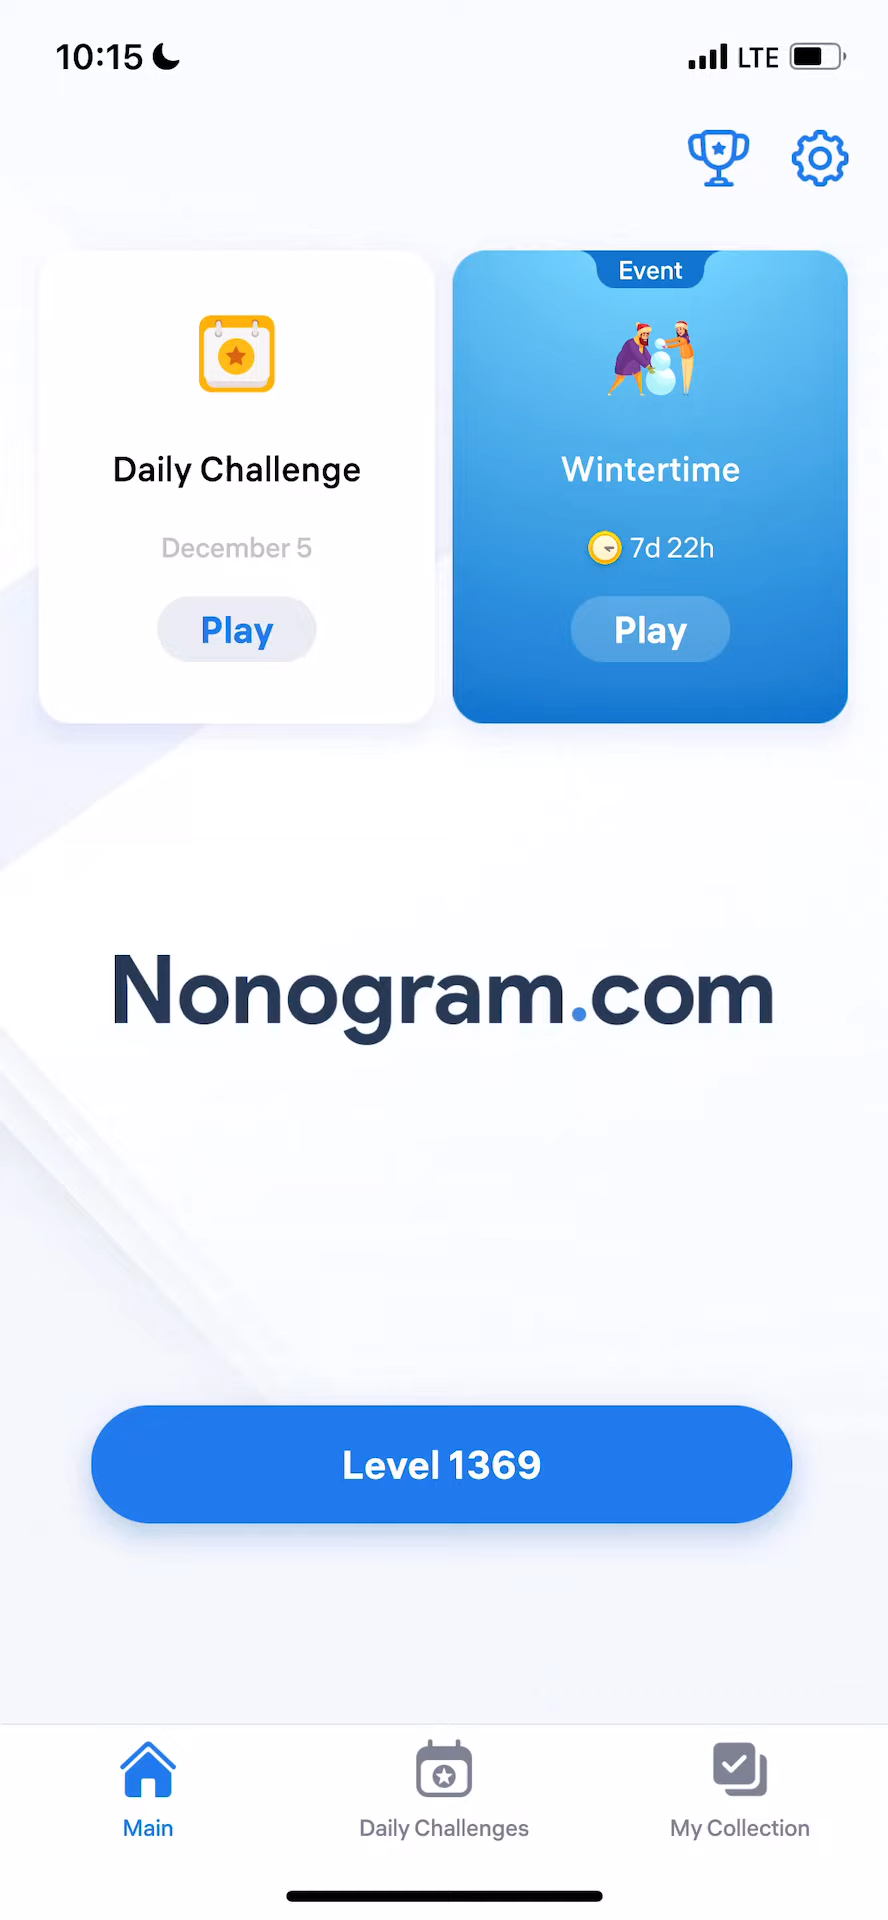 10:15
LTE
Event
Daily Challenge
Wintertime
December 5
7d 22h
Play
Play
Nonogram.com
Level 1369
Main
Daily Challenges
My Collection